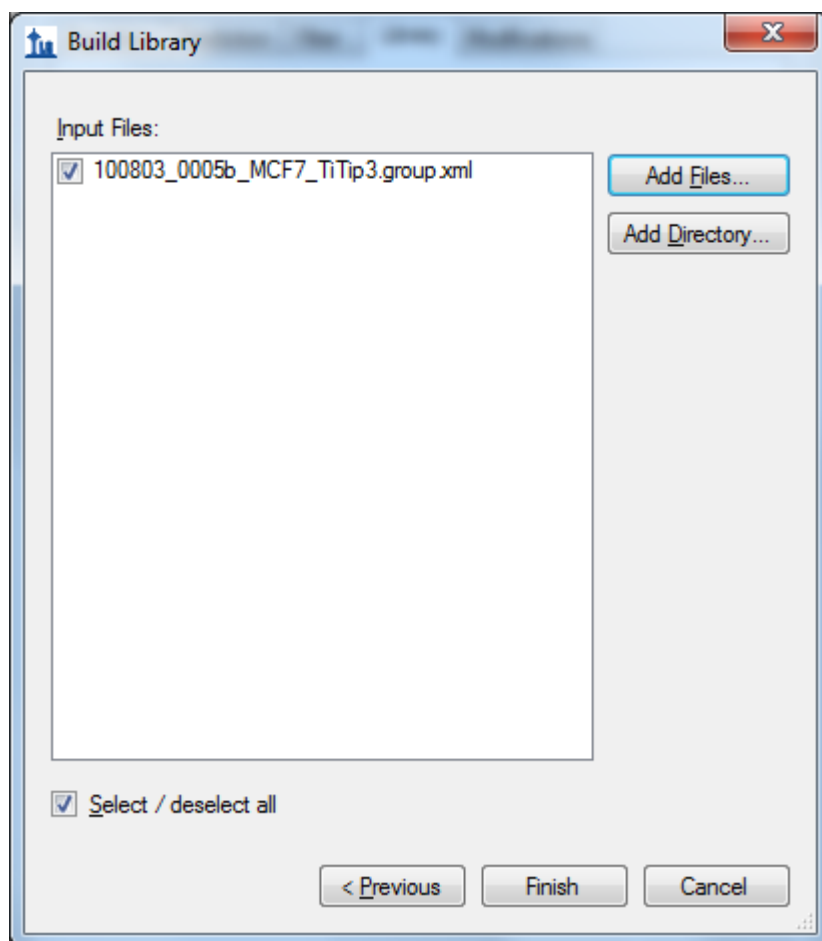 Build Library
Input Files:
100803_0005b_MCF7_TiTip3.group.xml
Add Files...
Add Directory...
Select / deselect all
< Previous
Finish
Cancel